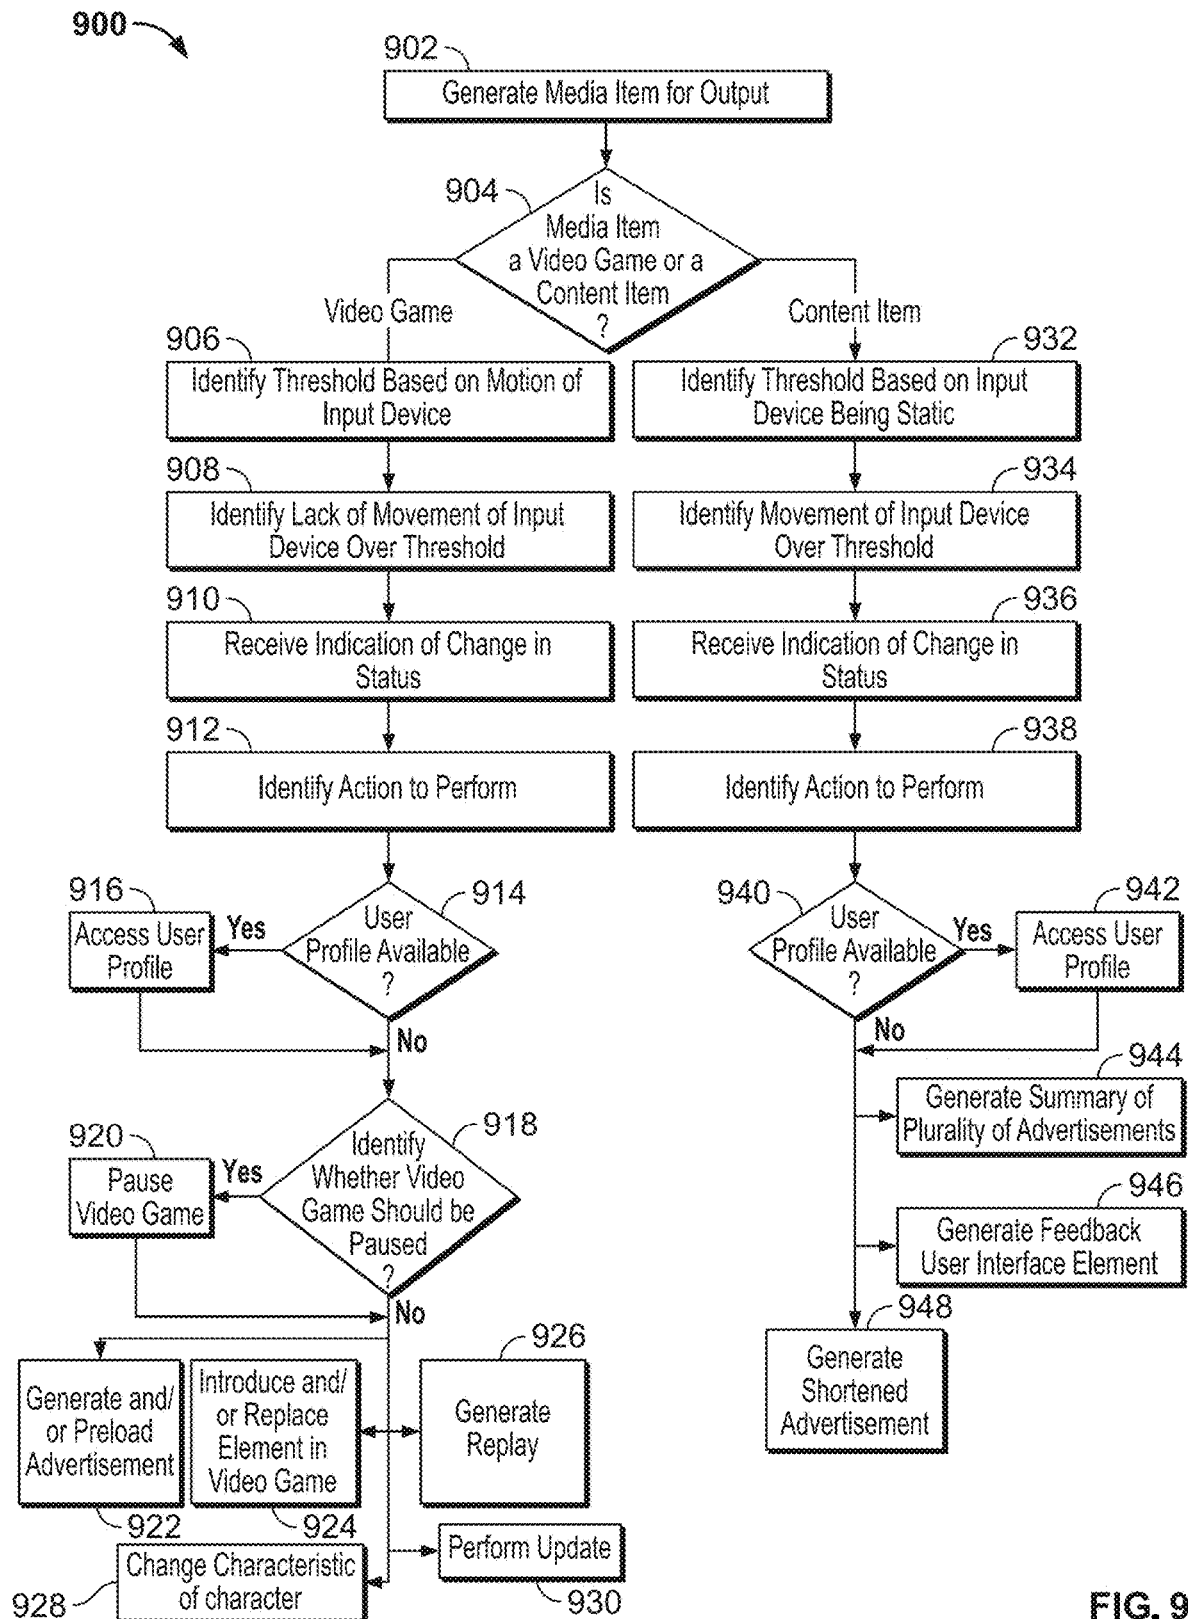 900
902
Generate Media Item for Output
904
Is
Media Item
a Video Game or a
Content Item
?
Video Game
Content Item
906
Identify Threshold Based on Motion of
Input Device
932
Identify Threshold Based on Input
Device Being Static
908
Identify Lack of Movement of Input
Device Over Threshold
934
Identify Movement of Input Device
Over Threshold
910
Receive Indication of Change in
Status
936
Receive Indication of Change in
Status
912
Identify Action to Perform
938
Identify Action to Perform
916
Access User
Profile
Yes
914
User
Profile Available
?
No
940
User
Profile Available
?
Yes
No
942
Access User
Profile
944
Generate Summary of
Plurality of Advertisements
920
Pause
Video Game
Yes
918
Identify
Whether Video
Game Should be
Paused
?
No
946
Generate Feedback
User Interface Element
948
Generate
Shortened
Advertisement
Generate and/
or Preload
Advertisement
922
Introduce and/
or Replace
Element in
Video Game
924
926
Generate
Replay
928
Change Characteristic
of character
Perform Update
930
FIG. 9